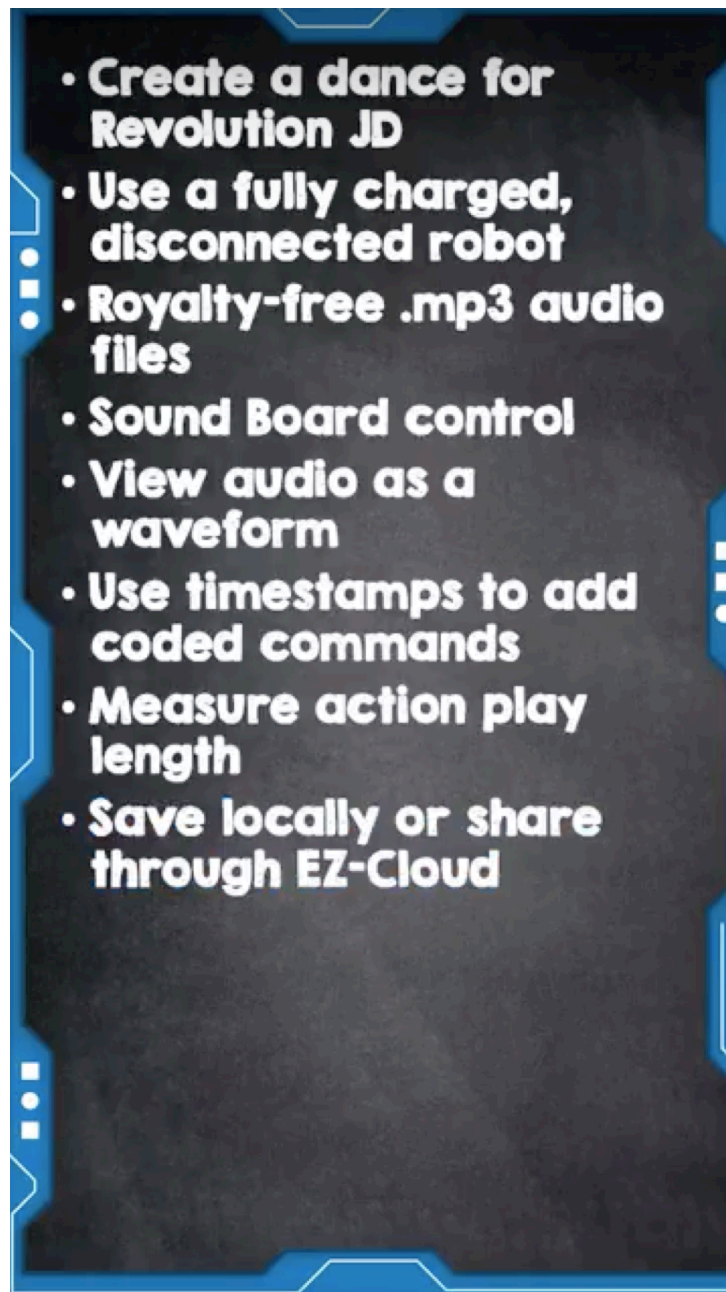 • Create a dance for
Revolution JD
• Use a fully charged,
disconnected robot
• Royalty-free .mp3 audio
files
• Sound Board control
• View audio as a
waveform
• Use timestamps to add
coded commands
• Measure action play
length
• Save locally or share
through EZ-Cloud